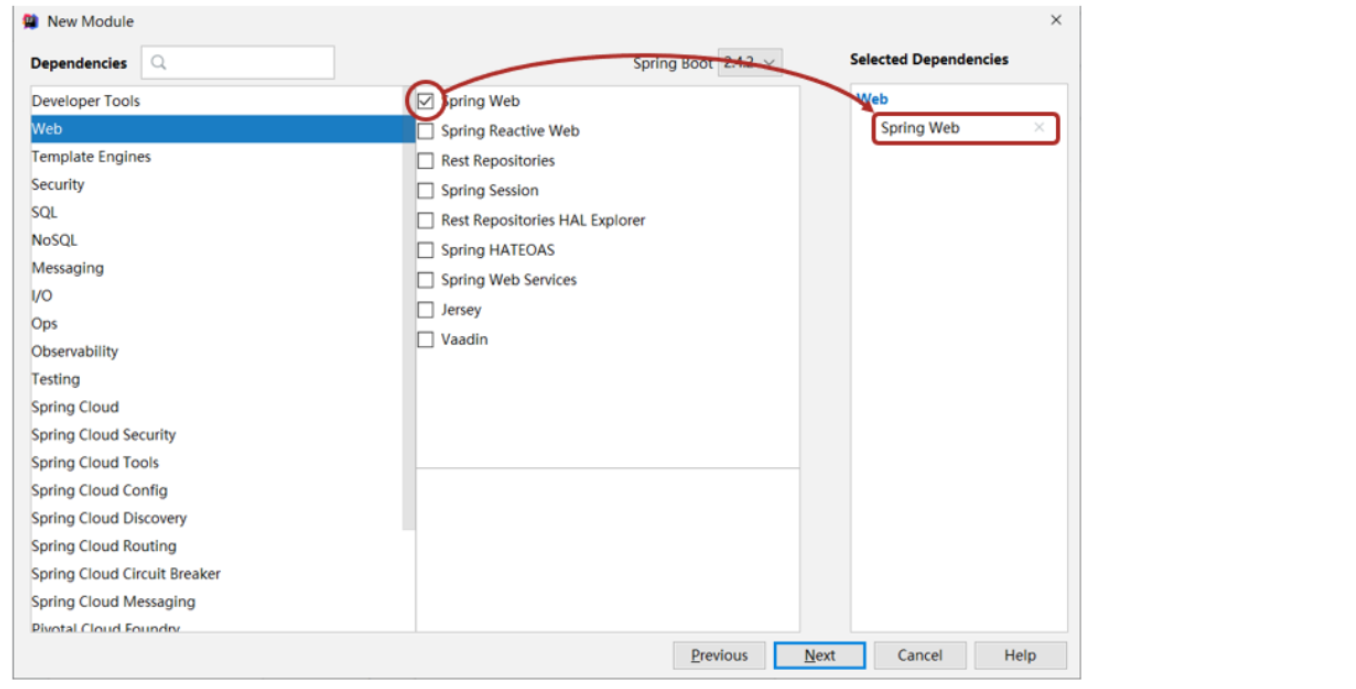 New Module
Dependencies
Spring Boot 2.4.2
Selected Dependencies
Developer Tools
Web
Template Engines
Security
SQL
NoSQL
Messaging
I/O
Ops
Observability
Testing
Spring Cloud
Spring Cloud Security
Spring Cloud Tools
Spring Cloud Config
Spring Cloud Discovery
Spring Cloud Routing
Spring Cloud Circuit Breaker
Spring Cloud Messaging
Pivotal Cloud Foundry
Spring Web
Spring Reactive Web
Rest Repositories
Spring Session
Rest Repositories HAL Explorer
Spring HATEOAS
Spring Web Services
Jersey
Vaadin
Web
Spring Web
Previous
Next
Cancel
Help